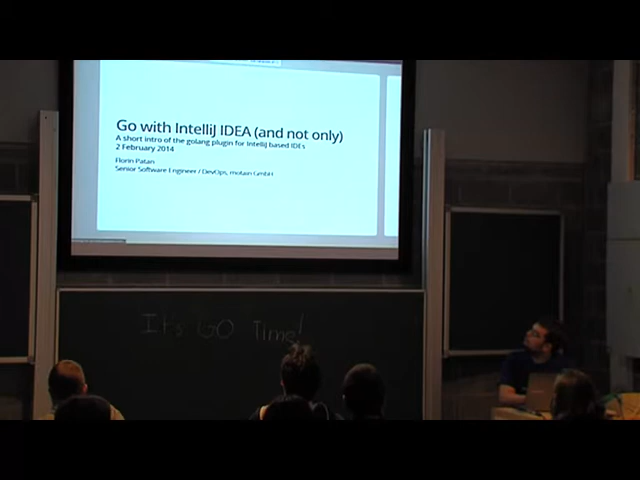 Go with IntelliJ IDEA (and not only)
A short intro of the golang plugin for IntelliJ based IDEs
2 February 2014
Florin Patan
Senior Software Engineer / DevOps, GmbH
It's GO Time!